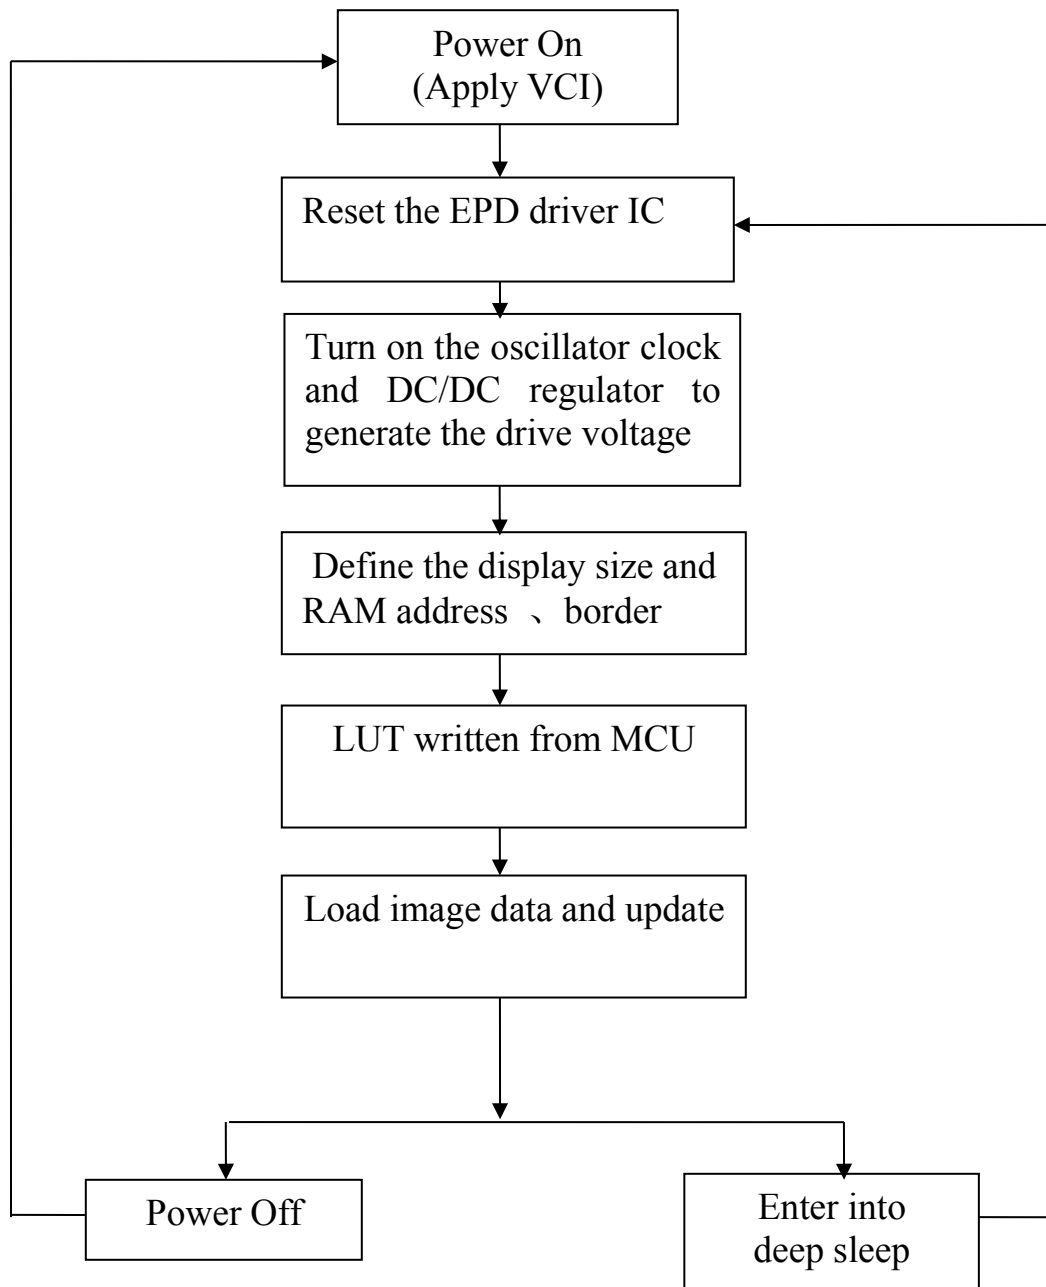 Power On
(Apply VCI)
Reset the EPD driver IC
Turn on the oscillator clock
and DC/DC regulator to
generate the drive voltage
Define the display size and
RAM address 、border
LUT written from MCU
Load image data and update
Power Off
Enter into
deep sleep